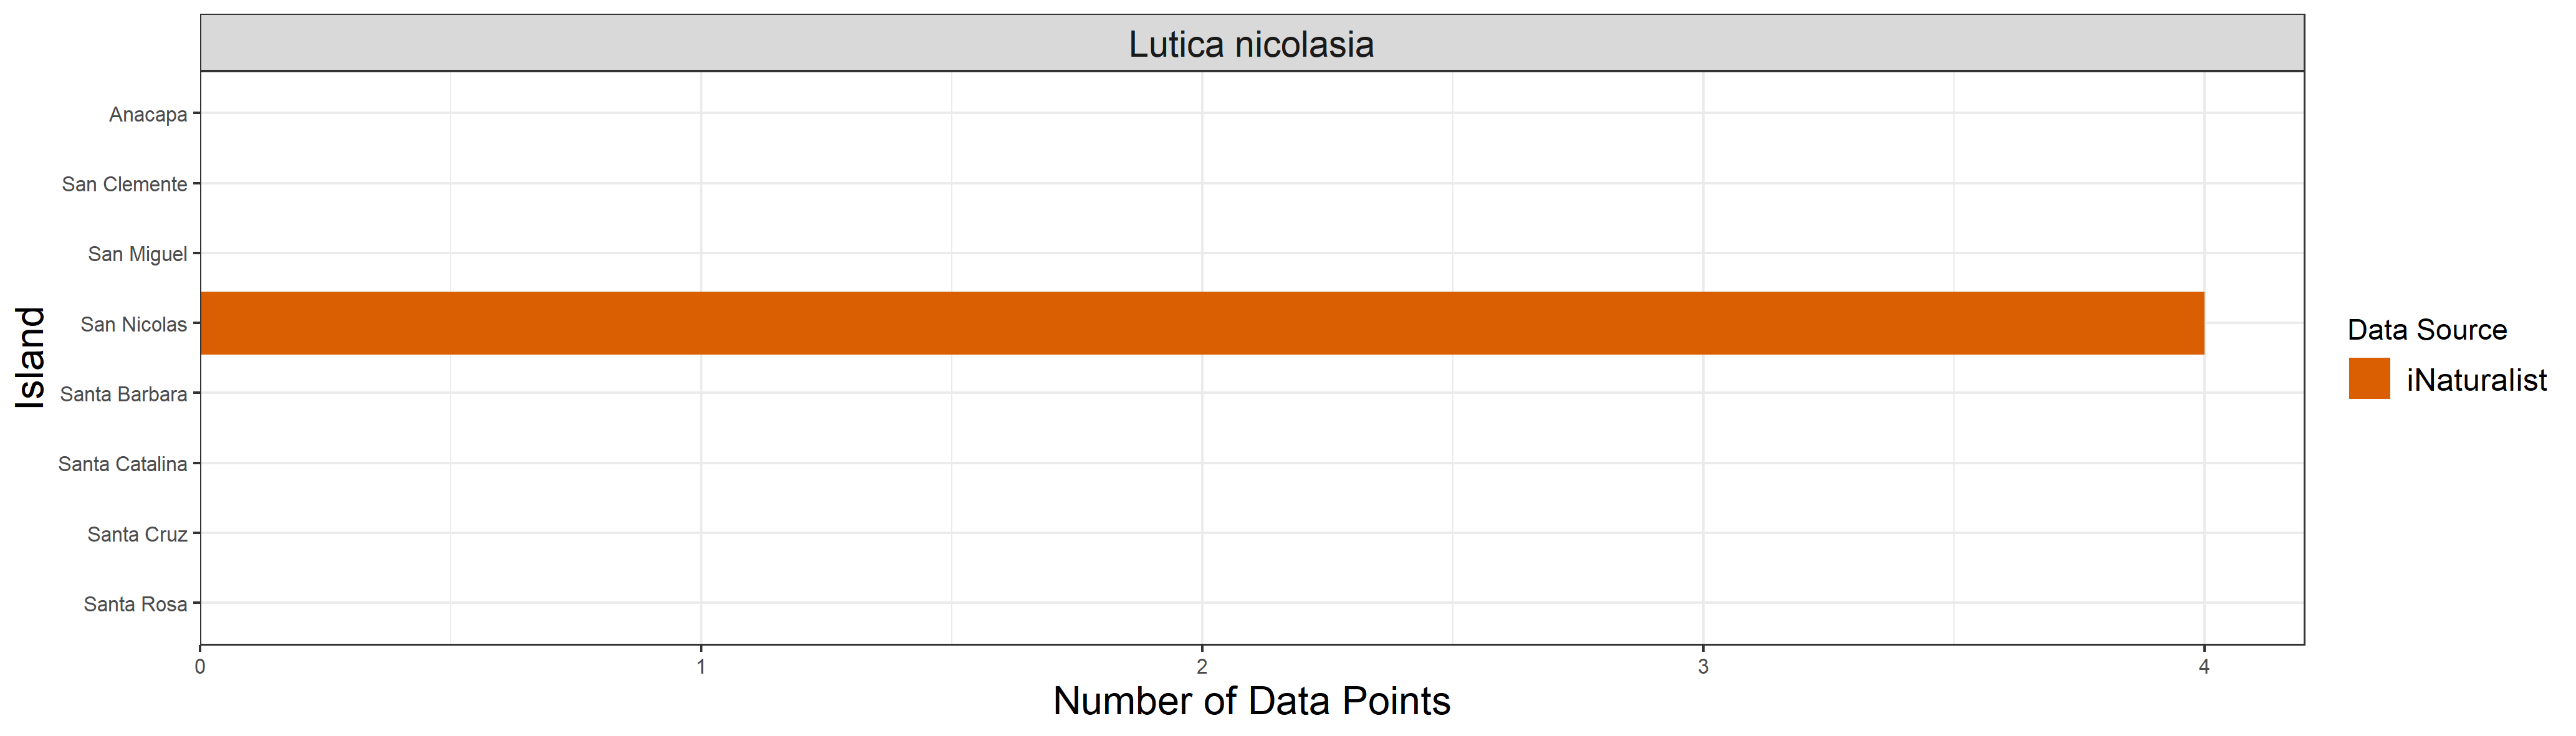 Lutica nicolasia
Anacapa
San Clemente
San Miguel
San Nicolas
Santa Barbara
Santa Catalina
Santa Cruz
Santa Rosa
Island
0 1 2 3 4
Number of Data Points
Data Source
iNaturalist